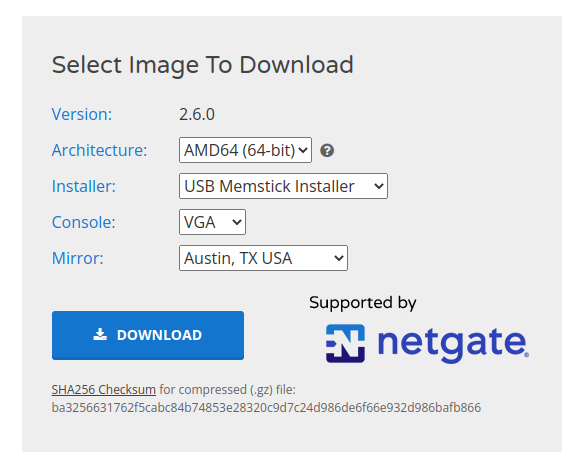 Select Image To Download
Version: 2.6.0
Architecture: AMD64 (64-bit) ?
Installer: USB Memstick Installer
Console: VGA
Mirror: Austin, TX USA
Supported by
DOWNLOAD
netgate®
SHA256 Checksum for compressed (.gz) file:
ba3256631762f5cabc84b74853e28320c9d7c24d986de6f66e932d986bafb866